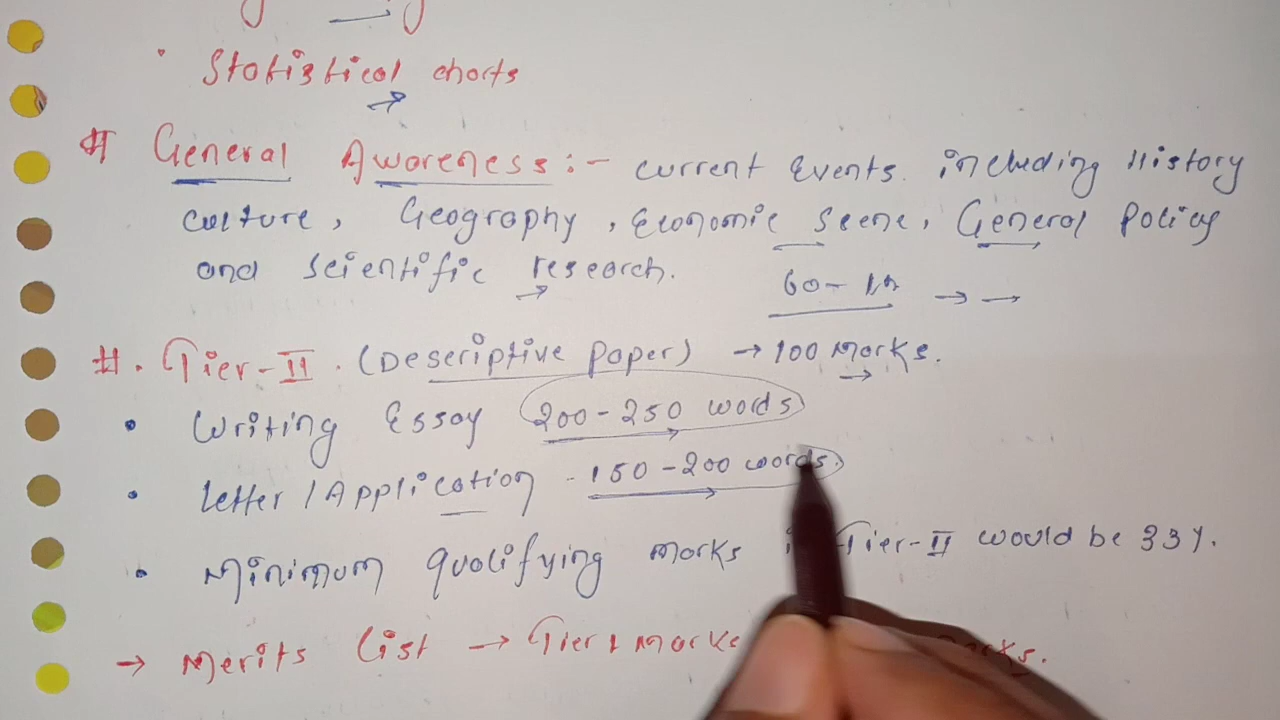 • Statistical charts
# General Awareness :- current Events. including History
culture, Geography, Economic Scene, General Policy
and scientific research.
60 -
#. Tier-II. (Descriptive Paper) → 100 Marks.
• Writing Essay 200-250 words
• Letter / Application - 150-200 words.
• Minimum qualifying marks Tier-II would be 33%.
→ Merits List → Tier 1 Marks